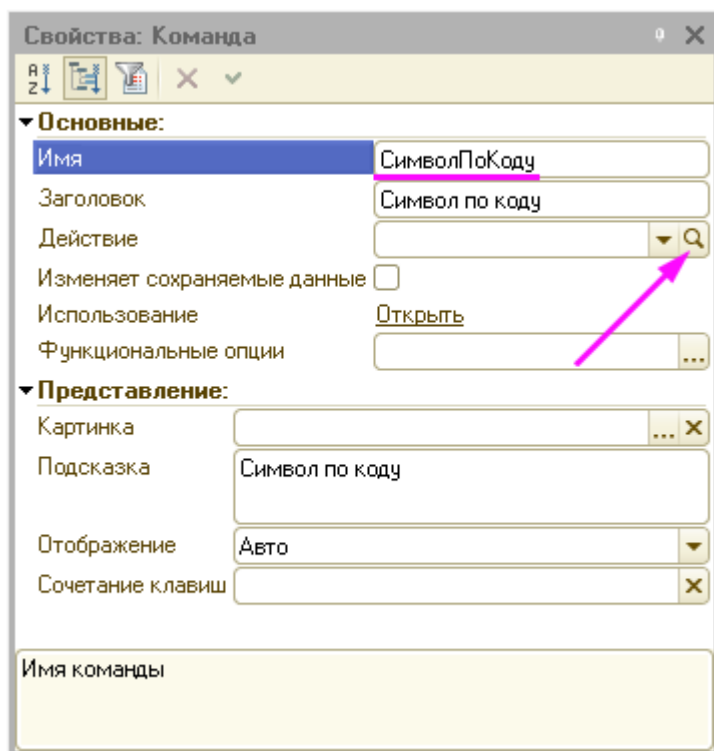 Свойства: Команда
Основные:
Имя СимволПоКоду
Заголовок Символ по коду
Действие
Изменяет сохраняемые данные
Использование Открыть
Функциональные опции ...
Представление:
Картинка ...
Подсказка Символ по коду
Отображение Авто
Сочетание клавиш
Имя команды